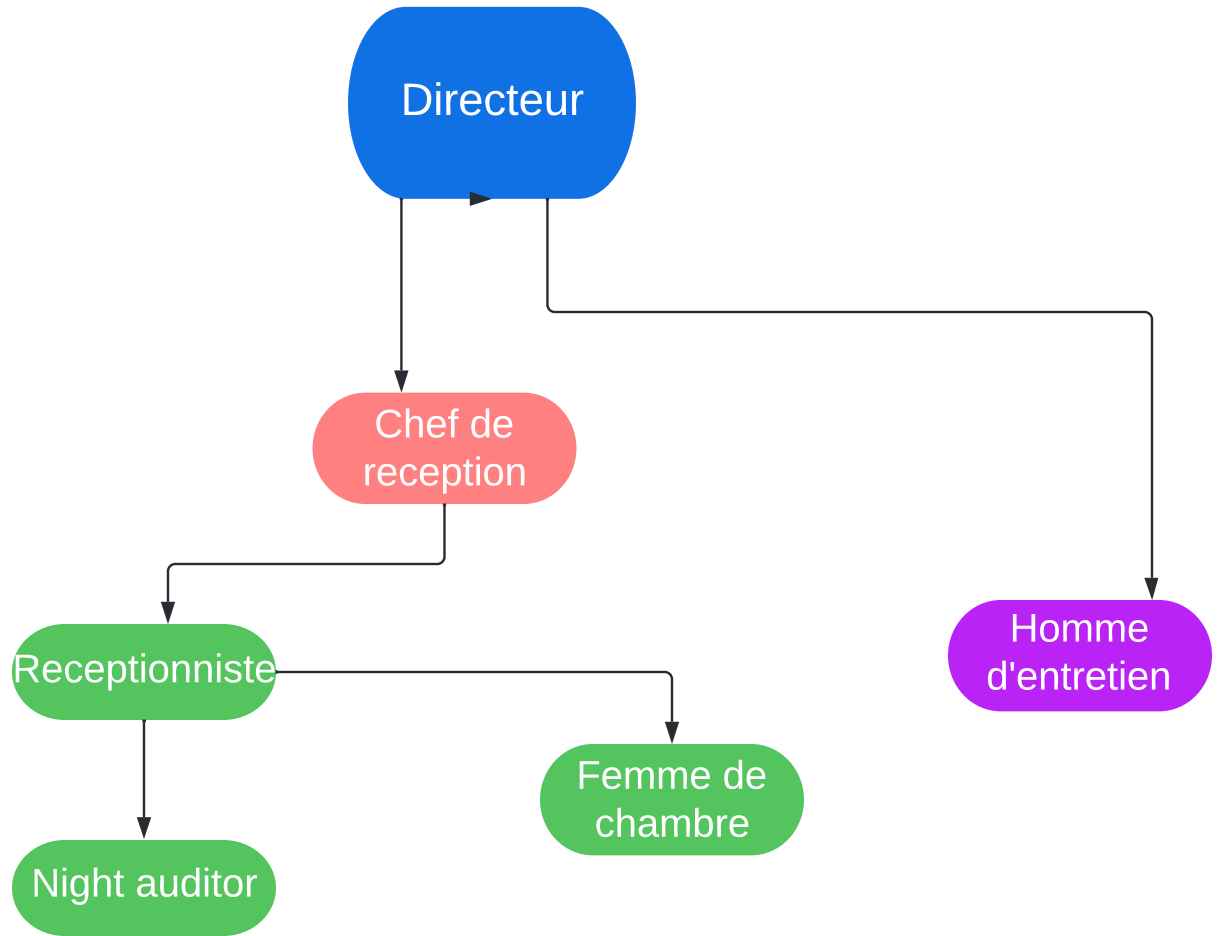 Directeur
Chef de
reception
Receptionniste
Homme
d'entretien
Femme de
chambre
Night auditor